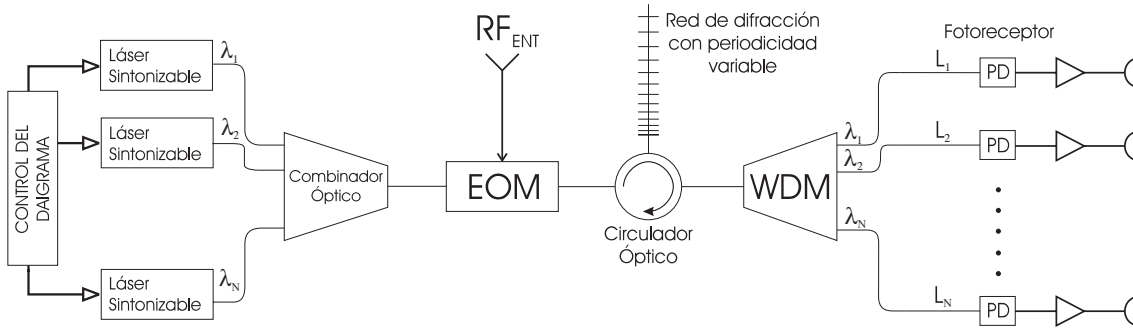 CONTROL DEL
DAIGRAMA
Láser
Sintonizable
λ1
Láser
Sintonizable
λ2
Láser
Sintonizable
λN
Combinador
Óptico
RFENT
EOM
Red de difracción
con periodicidad
variable
Circulador
Óptico
WDM
λ1
λ2
λN
Fotoreceptor
L1
PD
L2
PD
LN
PD